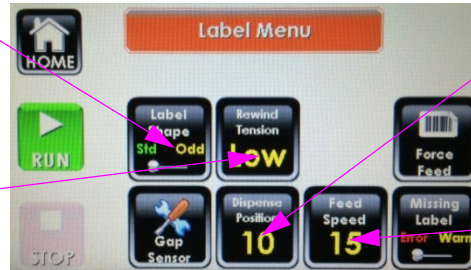 Label Menu
HOME
RUN
Label
Shape
Std Odd
Rewind
Tension
Low
Force
Feed
STOP
Gap
Sensor
Dispense
Position
10
Feed
Speed
15
Missing
Label
Error Warn